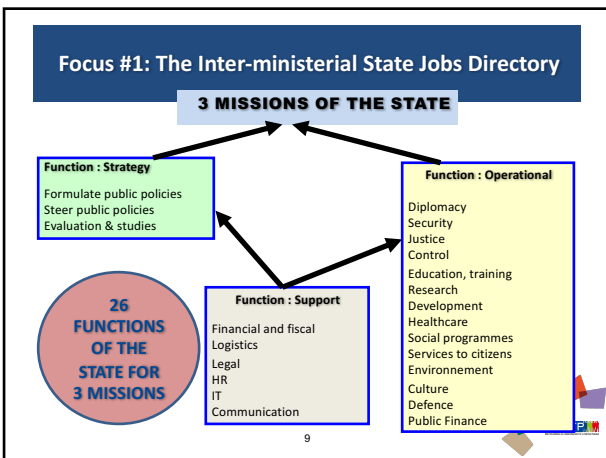 Focus #1: The Inter-ministerial State Jobs Directory
3 MISSIONS OF THE STATE
Function : Strategy
Formulate public policies
Steer public policies
Evaluation & studies
Function : Operational
Diplomacy
Security
Justice
Control
Education, training
Research
Development
Healthcare
Social programmes
Services to citizens
Environnement
Culture
Defence
Public Finance
26
FUNCTIONS
OF THE
STATE FOR
3 MISSIONS
Function : Support
Financial and fiscal
Logistics
Legal
HR
IT
Communication
9